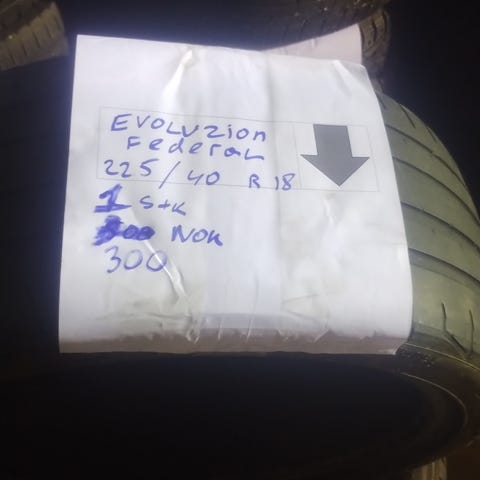 EVOLUZion
Federal
225/40 R 18
1 Stk
NOK
300